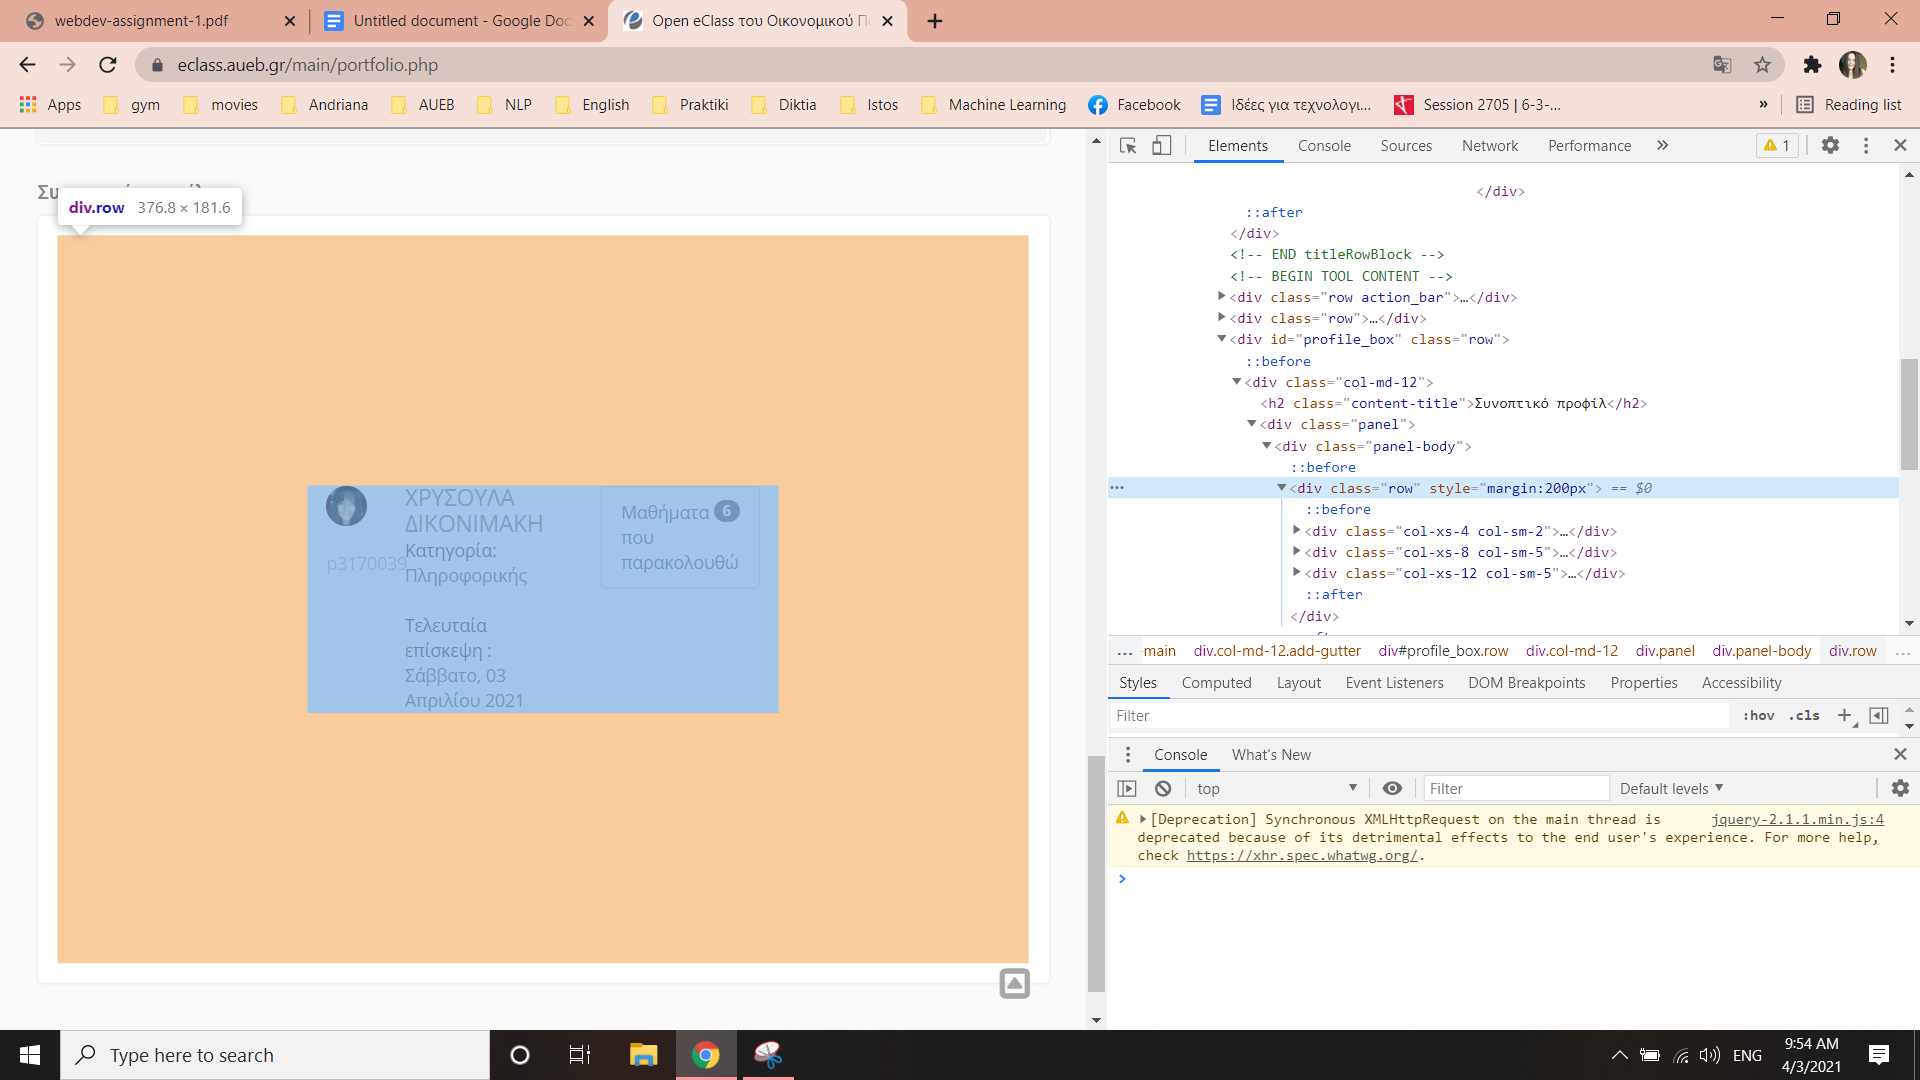 webdev-assignment-1.pdf
Untitled document - Google Doc
Open eClass του Οικονομικού Πα
eclass.aueb.gr/main/portfolio.php
Apps gym movies Andriana AUEB NLP English Praktiki Diktia Istos Machine Learning Facebook Ιδέες για τεχνολογι... Session 2705 | 6-3-... » Reading list
div.row 376.8 × 181.6
ΧΡΥΣΟΥΛΑ
ΔΙΚΟΝΙΜΑΚΗ
p3170039
Κατηγορία:
Πληροφορικής
Τελευταία
επίσκεψη :
Σάββατο, 03
Απριλίου 2021
Μαθήματα 6
που
παρακολουθώ
Elements Console Sources Network Performance » 1
</div>
::after
</div>
<!-- END titleRowBlock -->
<!-- BEGIN TOOL CONTENT -->
<div class="row action_bar">…</div>
<div class="row">…</div>
<div id="profile_box" class="row">
::before
<div class="col-md-12">
<h2 class="content-title">Συνοπτικό προφίλ</h2>
<div class="panel">
<div class="panel-body">
::before
<div class="row" style="margin:200px"> == $0
::before
<div class="col-xs-4 col-sm-2">…</div>
<div class="col-xs-8 col-sm-5">…</div>
<div class="col-xs-12 col-sm-5">…</div>
::after
</div>
... -main div.col-md-12.add-gutter div#profile_box.row div.col-md-12 div.panel div.panel-body div.row ...
Styles Computed Layout Event Listeners DOM Breakpoints Properties Accessibility
Filter :hov .cls +
Console What's New
top Filter Default levels
[Deprecation] Synchronous XMLHttpRequest on the main thread is jquery-2.1.1.min.js:4
deprecated because of its detrimental effects to the end user's experience. For more help,
check https://xhr.spec.whatwg.org/.
>
Type here to search
ENG
9:54 AM
4/3/2021